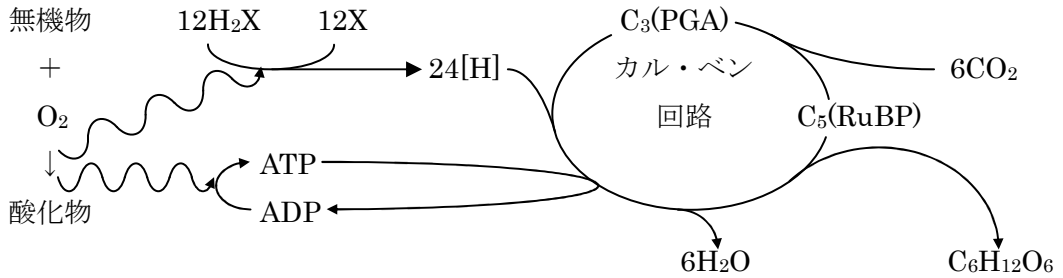 無機物
+
O₂
↓
酸化物
12H₂X
12X
24[H]
ATP
ADP
C₃(PGA)
カル・ベン
回路
C₅(RuBP)
6CO₂
6H₂O
C₆H₁₂O₆